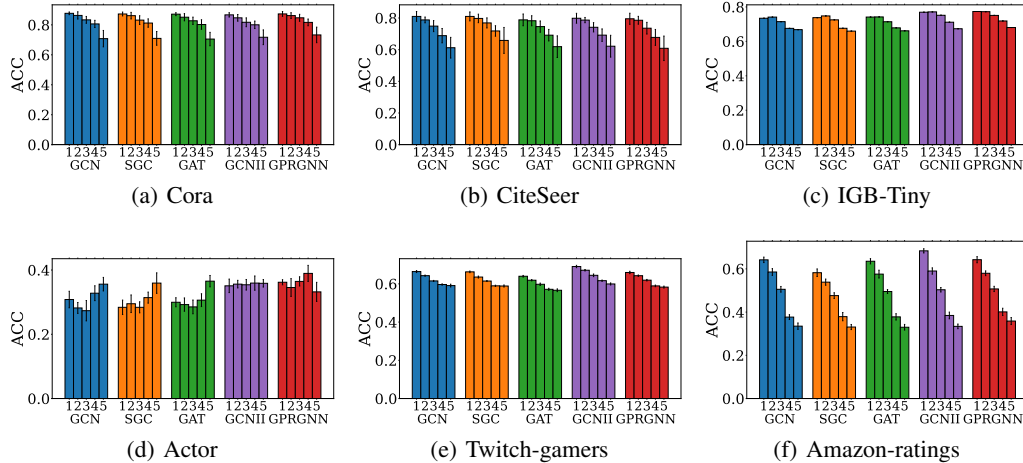 ACC
0.8
0.6
0.4
0.2
0.0
12345 12345 12345 12345 12345
GCN SGC GAT GCNII GPRGNN
(a) Cora
ACC
0.8
0.6
0.4
0.2
0.0
12345 12345 12345 12345 12345
GCN SGC GAT GCNII GPRGNN
(b) CiteSeer
ACC
0.8
0.6
0.4
0.2
0.0
12345 12345 12345 12345 12345
GCN SGC GAT GCNII GPRGNN
(c) IGB-Tiny
ACC
0.4
0.2
0.0
12345 12345 12345 12345 12345
GCN SGC GAT GCNII GPRGNN
(d) Actor
ACC
0.6
0.4
0.2
0.0
12345 12345 12345 12345 12345
GCN SGC GAT GCNII GPRGNN
(e) Twitch-gamers
ACC
0.6
0.4
0.2
0.0
12345 12345 12345 12345 12345
GCN SGC GAT GCNII GPRGNN
(f) Amazon-ratings